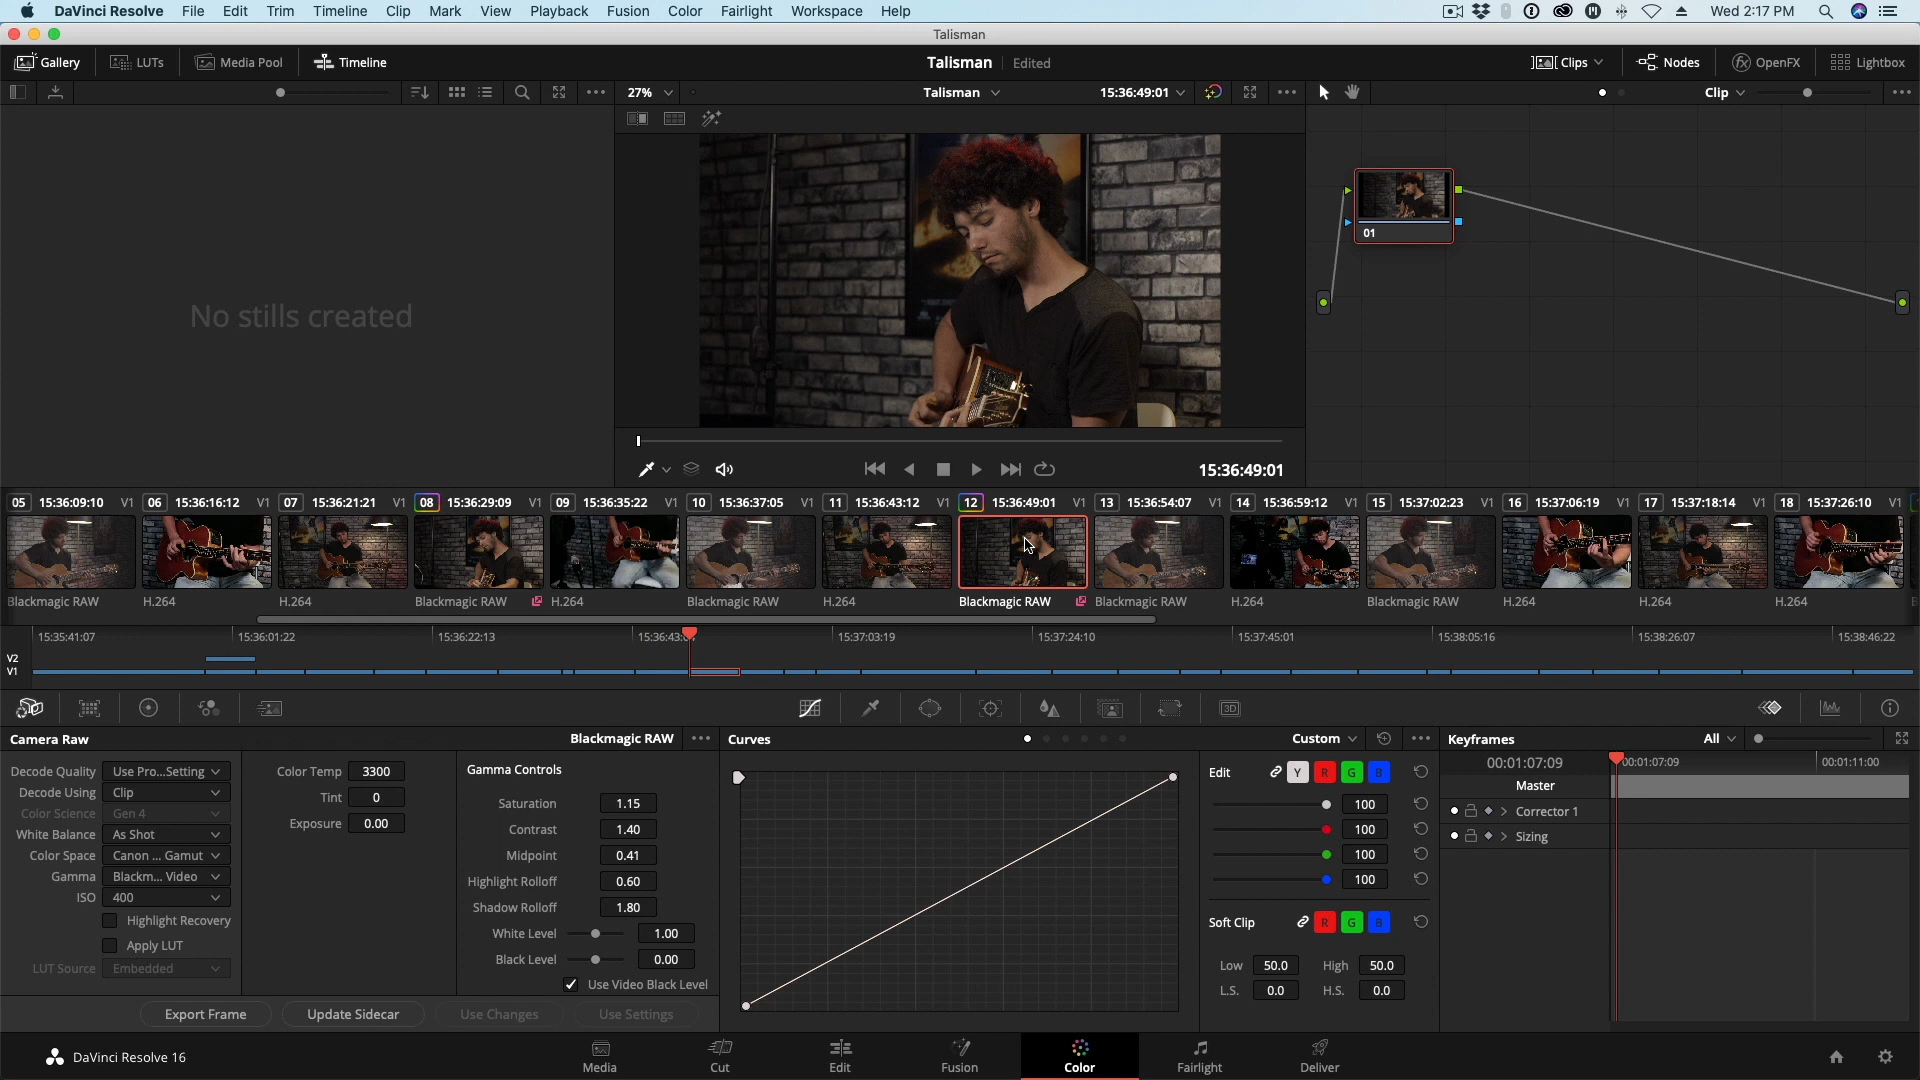 DaVinci Resolve File Edit Trim Timeline Clip Mark View Playback Fusion Color Fairlight Workspace Help Wed 2:17 PM
Talisman
Gallery LUTs Media Pool Timeline Talisman Edited Clips Nodes OpenFX Lightbox
27% Talisman 15:36:49:01 Clip
No stills created
01
15:36:49:01
05 15:36:09:10 V1 06 15:36:16:12 V1 07 15:36:21:21 V1 08 15:36:29:09 V1 09 15:36:35:22 V1 10 15:36:37:05 V1 11 15:36:43:12 V1 12 15:36:49:01 V1 13 15:36:54:07 V1 14 15:36:59:12 V1 15 15:37:02:23 V1 16 15:37:06:19 V1 17 15:37:18:14 V1 18 15:37:26:10 V1
Blackmagic RAW H.264 H.264 Blackmagic RAW H.264 Blackmagic RAW H.264 Blackmagic RAW Blackmagic RAW H.264 Blackmagic RAW H.264 H.264 H.264
15:35:41:07 15:36:01:22 15:36:22:13 15:36:43: 15:37:03:19 15:37:24:10 15:37:45:01 15:38:05:16 15:38:26:07 15:38:46:22
V2
V1
3D
Camera Raw Blackmagic RAW Curves Custom Keyframes All
Decode Quality Use Pro...Setting
Decode Using Clip
Color Science Gen 4
White Balance As Shot
Color Space Canon ... Gamut
Gamma Blackm... Video
ISO 400
Highlight Recovery
Apply LUT
LUT Source Embedded
Color Temp 3300
Tint 0
Exposure 0.00
Gamma Controls
Saturation 1.15
Contrast 1.40
Midpoint 0.41
Highlight Rolloff 0.60
Shadow Rolloff 1.80
White Level 1.00
Black Level 0.00
Use Video Black Level
Export Frame Update Sidecar Use Changes Use Settings
Edit Y R G B
100
100
100
100
Soft Clip R G B
Low 50.0 High 50.0
L.S. 0.0 H.S. 0.0
00:01:07:09 00:01:07:09 00:01:11:00
Master
Corrector 1
Sizing
DaVinci Resolve 16 Media Cut Edit Fusion Color Fairlight Deliver